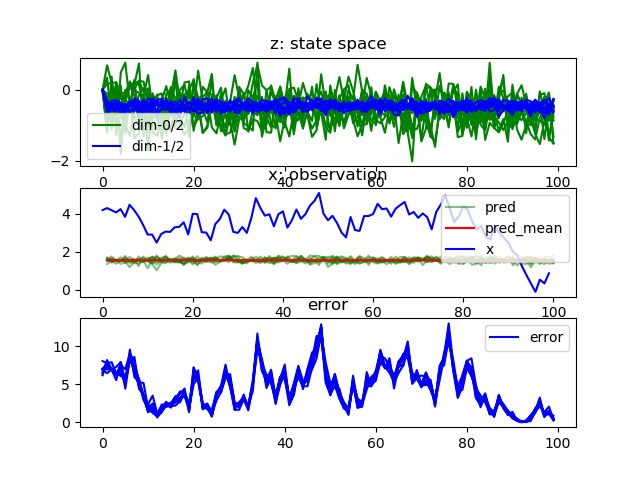 z: state space
0
−2
dim-0/2
dim-1/2
0 20 40 60 80 100
x: observation
4
2
0
pred
pred_mean
x
0 20 40 60 80 100
error
10
5
0
error
0 20 40 60 80 100